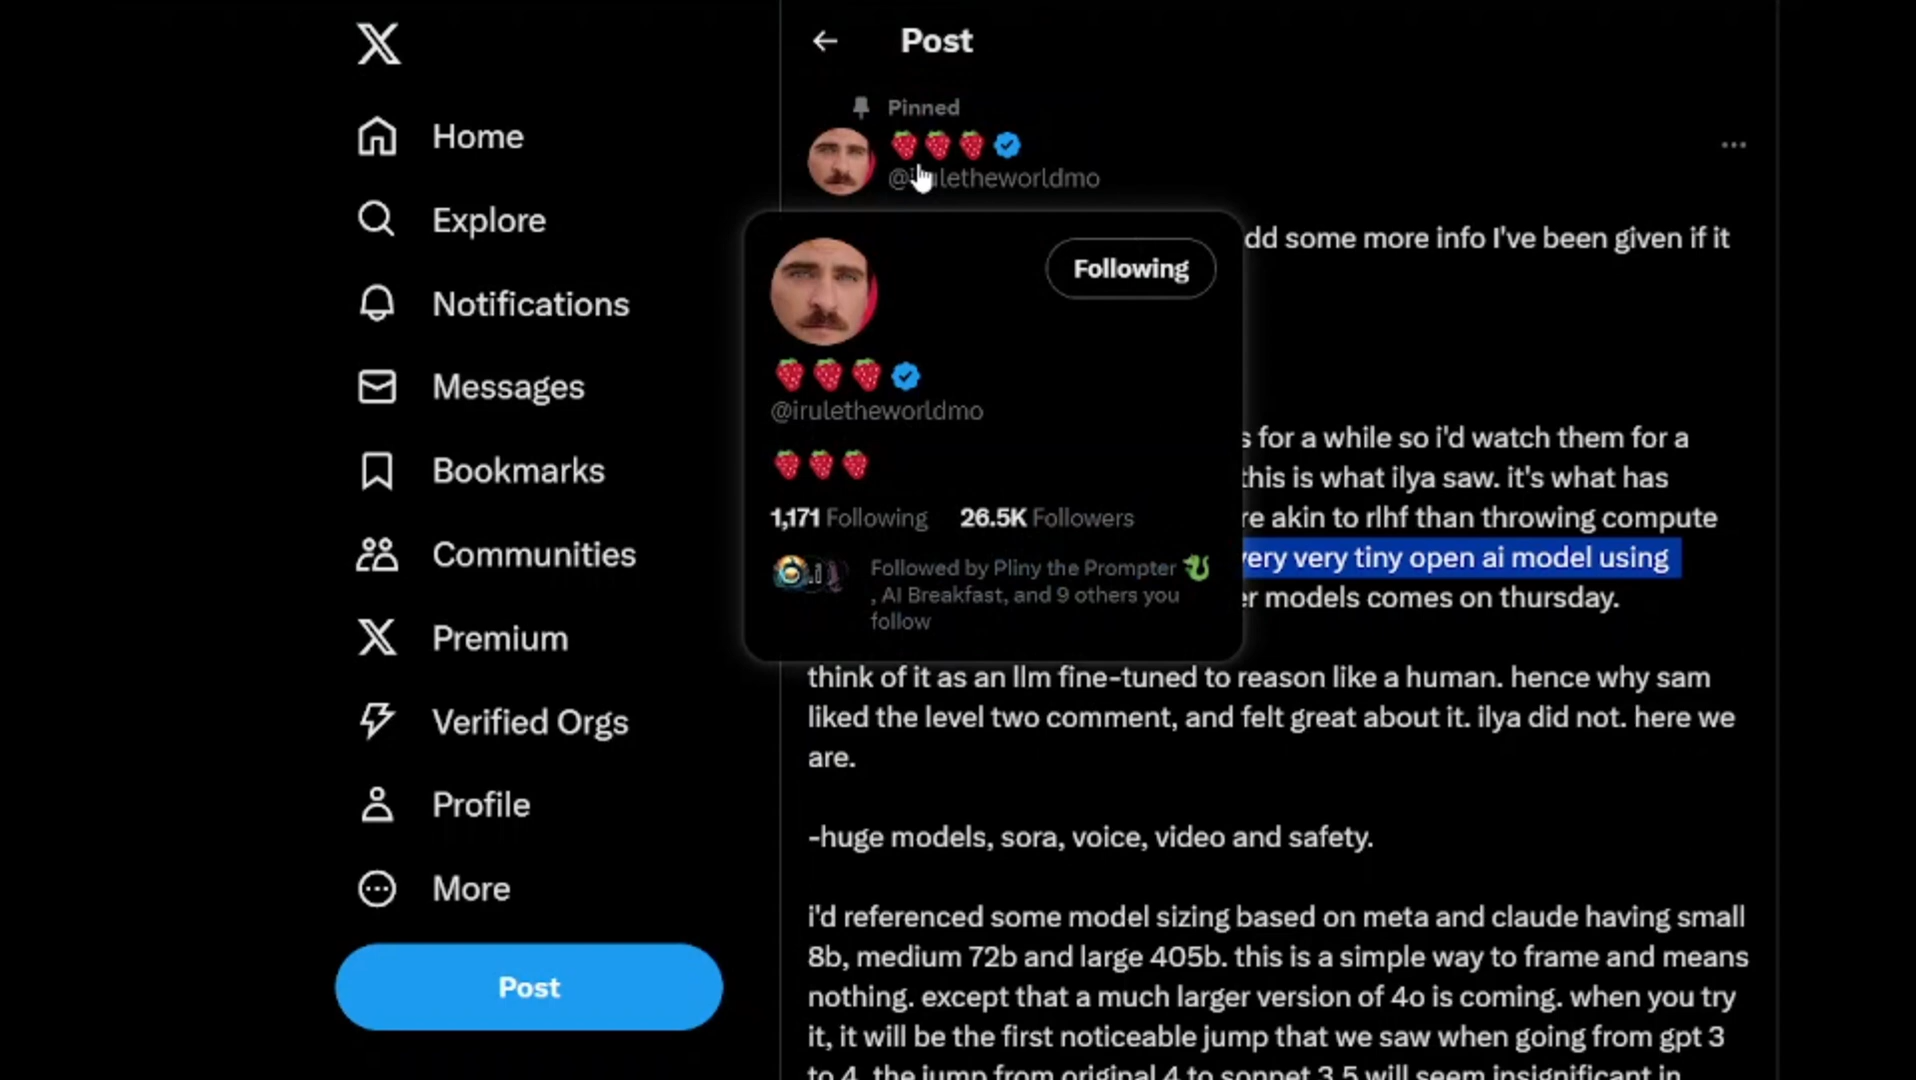 Home
Explore
Notifications
Messages
Bookmarks
Communities
Premium
Verified Orgs
Profile
More
Post
Post
Pinned
🍓🍓🍓
@iruletheworldmo
Following
🍓🍓🍓
@iruletheworldmo
🍓🍓🍓
1,171 Following 26.5K Followers
Followed by Pliny the Prompter 🐉
, AI Breakfast, and 9 others you
follow
dd some more info I've been given if it
s for a while so i'd watch them for a
this is what ilya saw. it's what has
re akin to rlhf than throwing compute
very very tiny open ai model using
er models comes on thursday.
think of it as an llm fine-tuned to reason like a human. hence why sam
liked the level two comment, and felt great about it. ilya did not. here we
are.
-huge models, sora, voice, video and safety.
i'd referenced some model sizing based on meta and claude having small
8b, medium 72b and large 405b. this is a simple way to frame and means
nothing. except that a much larger version of 4o is coming. when you try
it, it will be the first noticeable jump that we saw when going from gpt 3
to 4. the jump from original 4 to sonnet 3.5 will seem insignificant in